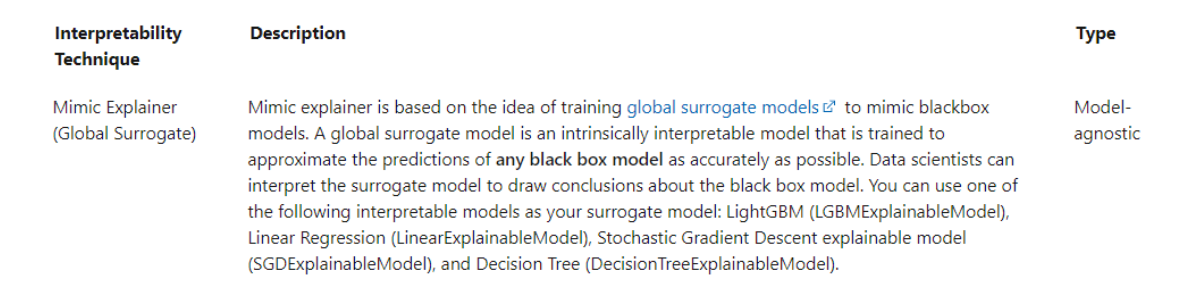 Interpretability Technique
Description
Type
Mimic Explainer (Global Surrogate)
Mimic explainer is based on the idea of training global surrogate models to mimic blackbox
models. A global surrogate model is an intrinsically interpretable model that is trained to
approximate the predictions of any black box model as accurately as possible. Data scientists can
interpret the surrogate model to draw conclusions about the black box model. You can use one of
the following interpretable models as your surrogate model: LightGBM (LGBMExplainableModel),
Linear Regression (LinearExplainableModel), Stochastic Gradient Descent explainable model
(SGDExplainableModel), and Decision Tree (DecisionTreeExplainableModel).
Model-
agnostic